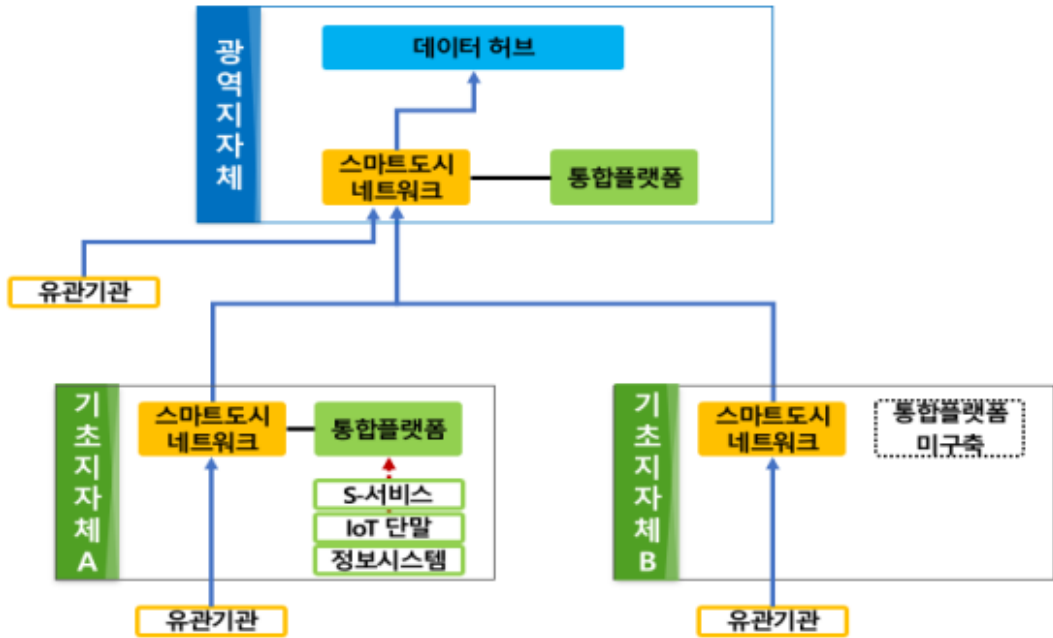 광역지자체
데이터 허브
스마트도시
네트워크
통합플랫폼
유관기관
기초지자체A
스마트도시
네트워크
통합플랫폼
S-서비스
IoT 단말
정보시스템
유관기관
기초지자체B
스마트도시
네트워크
통합플랫폼
미구축
유관기관